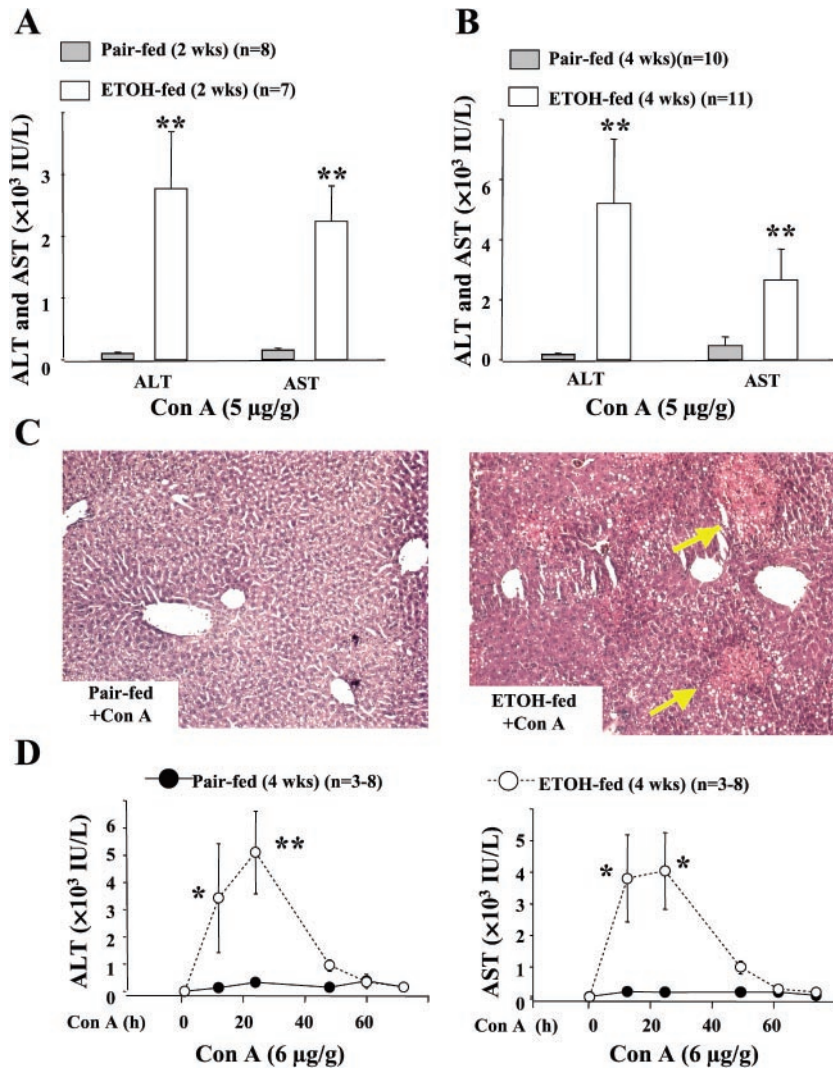 A
Pair-fed (2 wks) (n=8)
ETOH-fed (2 wks) (n=7)
ALT and AST (×10³ IU/L)
3
2
1
0
**
**
ALT
AST
Con A (5 µg/g)
B
Pair-fed (4 wks)(n=10)
ETOH-fed (4 wks) (n=11)
ALT and AST (×10³ IU/L)
6
4
2
0
**
**
ALT
AST
Con A (5 µg/g)
C
Pair-fed
+Con A
ETOH-fed
+Con A
D
Pair-fed (4 wks) (n=3-8)
ETOH-fed (4 wks) (n=3-8)
ALT (×10³ IU/L)
6
5
4
3
2
1
0
*
**
Con A (h)
0
20
40
60
Con A (6 µg/g)
AST (×10³ IU/L)
5
4
3
2
1
0
*
*
Con A (h)
0
20
40
60
Con A (6 µg/g)